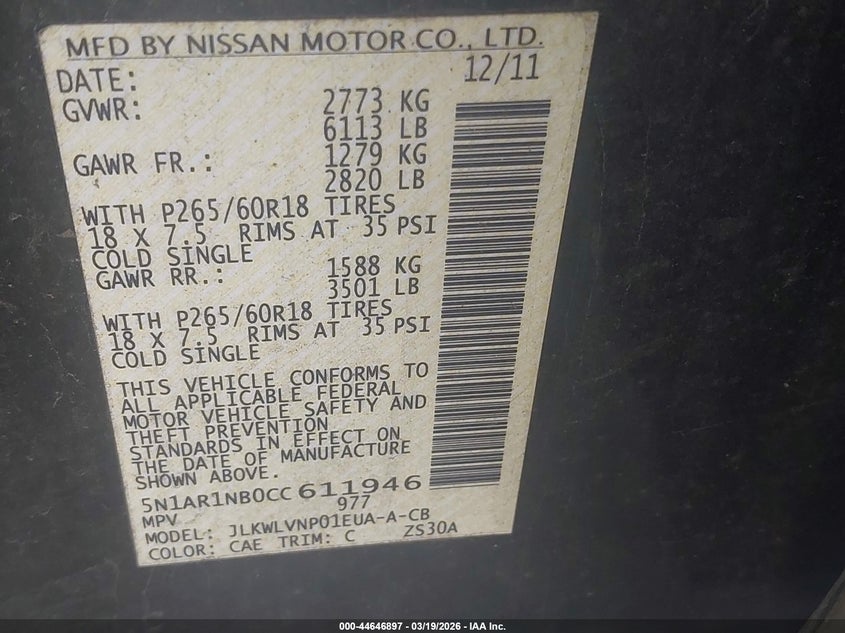 MFD BY NISSAN MOTOR CO., LTD.
DATE: 12/11
GVWR: 2773 KG
6113 LB
GAWR FR.: 1279 KG
2820 LB
WITH P265/60R18 TIRES
18 X 7.5 RIMS AT 35 PSI
COLD SINGLE
GAWR RR.: 1588 KG
3501 LB
WITH P265/60R18 TIRES
18 X 7.5 RIMS AT 35 PSI
COLD SINGLE
THIS VEHICLE CONFORMS TO
ALL APPLICABLE FEDERAL
MOTOR VEHICLE SAFETY AND
THEFT PREVENTION
STANDARDS IN EFFECT ON
THE DATE OF MANUFACTURE
SHOWN ABOVE.
5N1AR1NB0CC 611946
MPV 977
MODEL: JLKWLVNP01EUA-A-CB
COLOR: CAE TRIM: C ZS30A
000-44646897 - 03/19/2026 - IAA Inc.